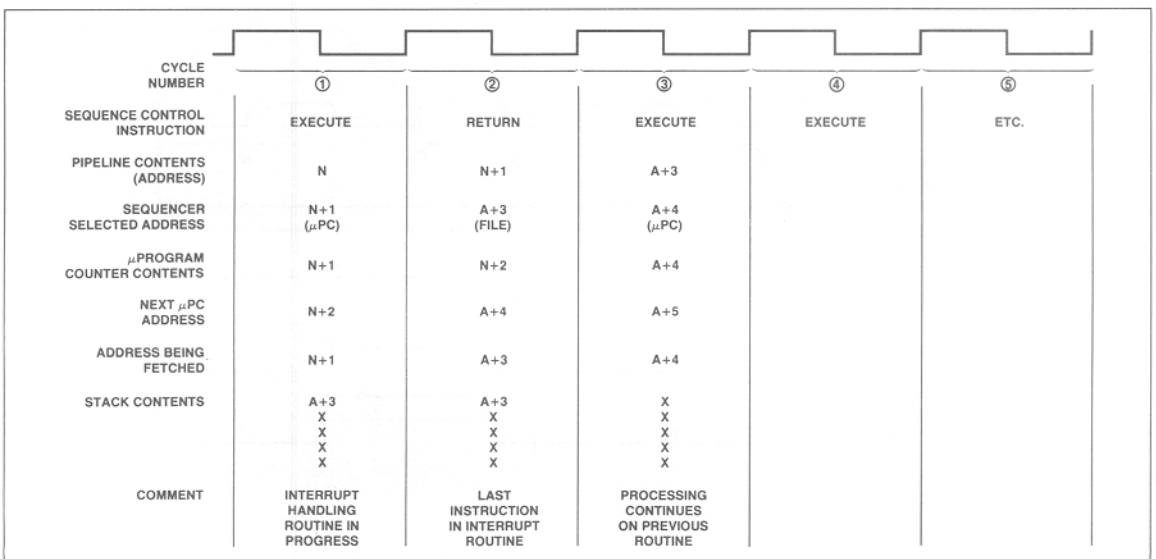 CYCLE
NUMBER ① ② ③ ④ ⑤
SEQUENCE CONTROL
INSTRUCTION EXECUTE RETURN EXECUTE EXECUTE ETC.
PIPELINE CONTENTS
(ADDRESS) N N+1 A+3
SEQUENCER N+1 A+3 A+4
SELECTED ADDRESS (μPC) (FILE) (μPC)
μPROGRAM
COUNTER CONTENTS N+1 N+2 A+4
NEXT μPC
ADDRESS N+2 A+4 A+5
ADDRESS BEING
FETCHED N+1 A+3 A+4
STACK CONTENTS A+3 A+3 X
X X X
X X X
X X X
X X X
COMMENT INTERRUPT LAST PROCESSING
HANDLING INSTRUCTION CONTINUES
ROUTINE IN IN INTERRUPT ON PREVIOUS
PROGRESS ROUTINE ROUTINE